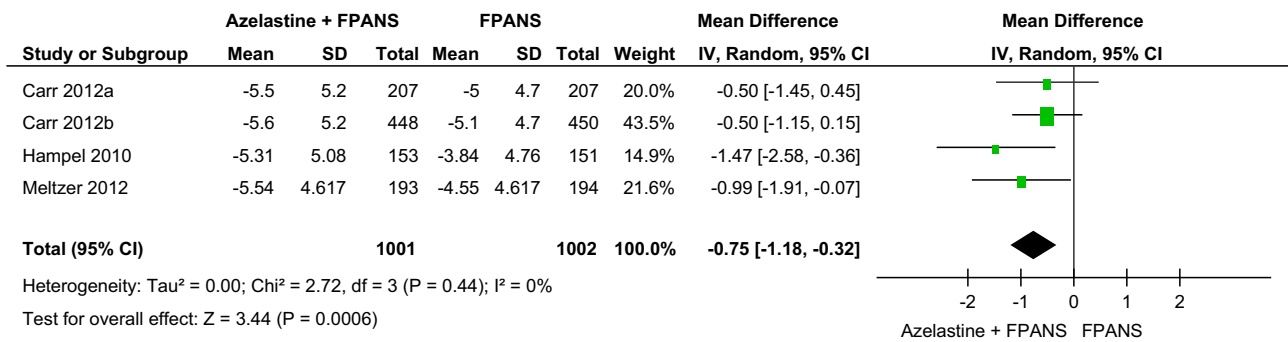 Azelastine + FPANS FPANS Mean Difference Mean Difference
Study or Subgroup Mean SD Total Mean SD Total Weight IV, Random, 95% CI IV, Random, 95% CI
Carr 2012a -5.5 5.2 207 -5 4.7 207 20.0% -0.50 [-1.45, 0.45]
Carr 2012b -5.6 5.2 448 -5.1 4.7 450 43.5% -0.50 [-1.15, 0.15]
Hampel 2010 -5.31 5.08 153 -3.84 4.76 151 14.9% -1.47 [-2.58, -0.36]
Meltzer 2012 -5.54 4.617 193 -4.55 4.617 194 21.6% -0.99 [-1.91, -0.07]
Total (95% CI) 1001 1002 100.0% -0.75 [-1.18, -0.32]
Heterogeneity: Tau² = 0.00; Chi² = 2.72, df = 3 (P = 0.44); I² = 0%
Test for overall effect: Z = 3.44 (P = 0.0006)
-2 -1 0 1 2
Azelastine + FPANS FPANS